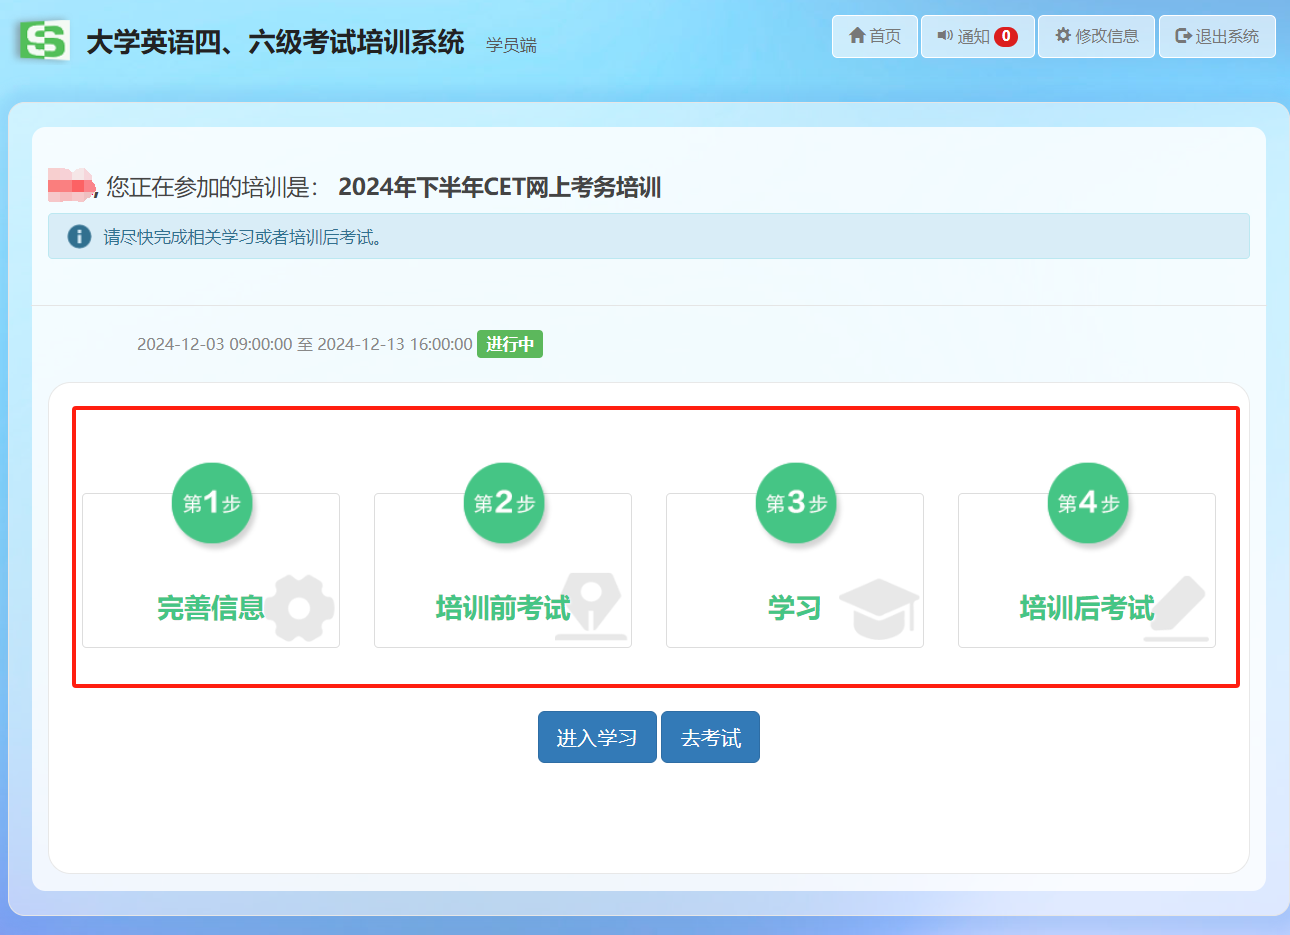 大学英语四、六级考试培训系统 学员端
首页 通知 0 修改信息 退出系统
, 您正在参加的培训是： 2024年下半年CET网上考务培训
请尽快完成相关学习或者培训后考试。
2024-12-03 09:00:00 至 2024-12-13 16:00:00 进行中
第1步
完善信息
第2步
培训前考试
第3步
学习
第4步
培训后考试
进入学习 去考试